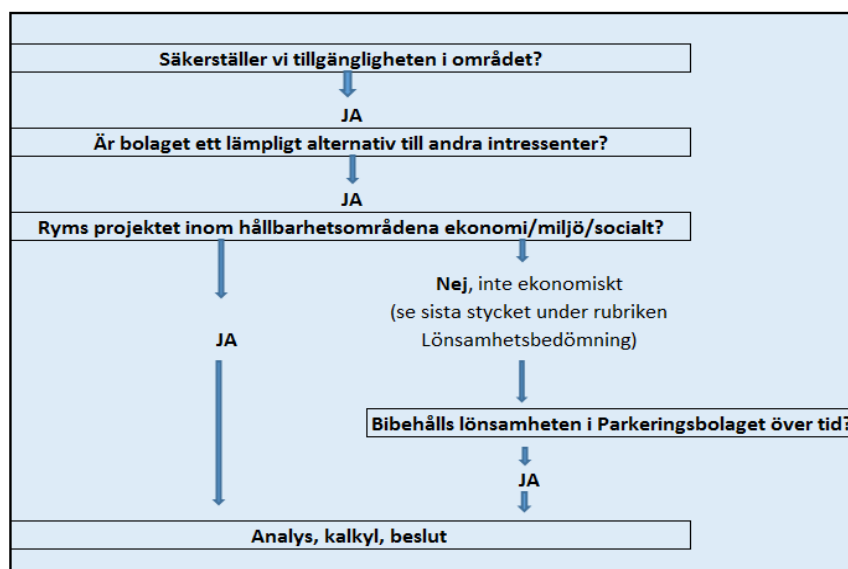 Säkerställer vi tillgängligheten i området?
JA
Är bolaget ett lämpligt alternativ till andra intressenter?
JA
Ryms projektet inom hållbarhetsområdena ekonomi/miljö/socialt?
Nej, inte ekonomiskt
(se sista stycket under rubriken
Lönsamhetsbedömning)
JA
Bibehålls lönsamheten i Parkeringsbolaget över tid?
JA
Analys, kalkyl, beslut